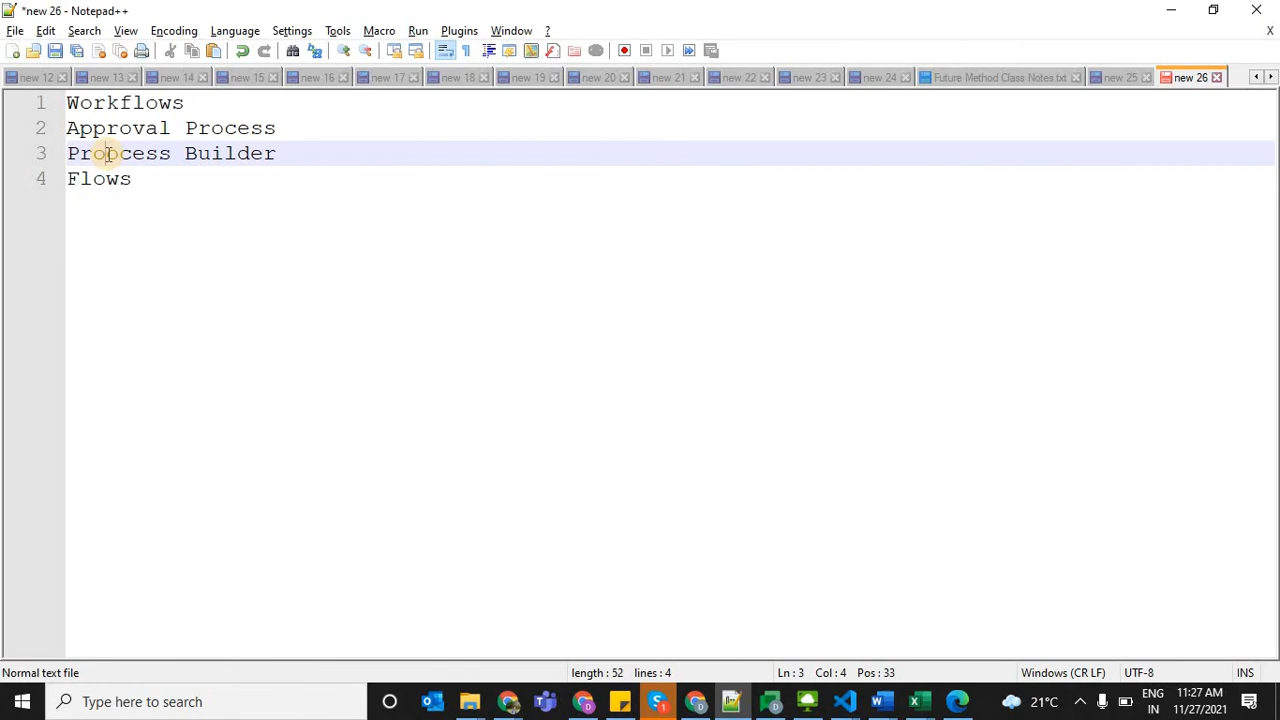 *new 26 - Notepad++
File Edit Search View Encoding Language Settings Tools Macro Run Plugins Window ? X
new 12 new 13 new 14 new 15 new 16 new 17 new new 19 new 20 new 21 new 22 new 23 new 24 Future Method Class Notes.txt new 25 new 26
1 Workflows
2 Approval Process
3 Proocess Builder
4 Flows
Normal text file length : 52 lines : 4 Ln : 3 Col : 4 Pos : 33 Windows (CR LF) UTF-8 INS
Type here to search 1 21°C ENG IN 11:27 AM 11/27/2021